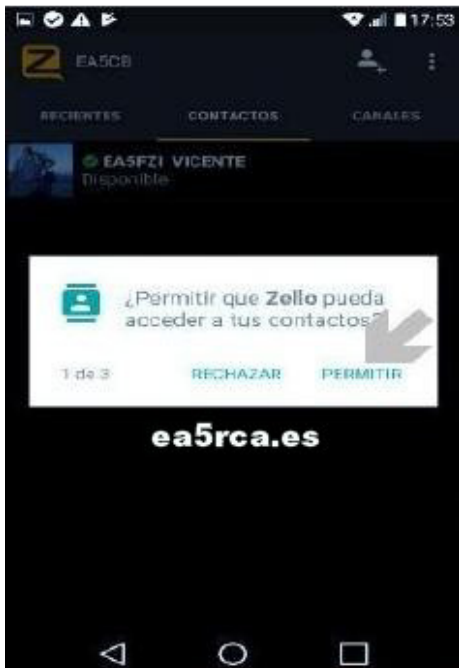 17:53
Z EA5CB
RECIENTES CONTACTOS CANALES
EA5FZI VICENTE
Disponible
¿Permitir que Zello pueda
acceder a tus contactos?
1 de 3 RECHAZAR PERMITIR
ea5rca.es